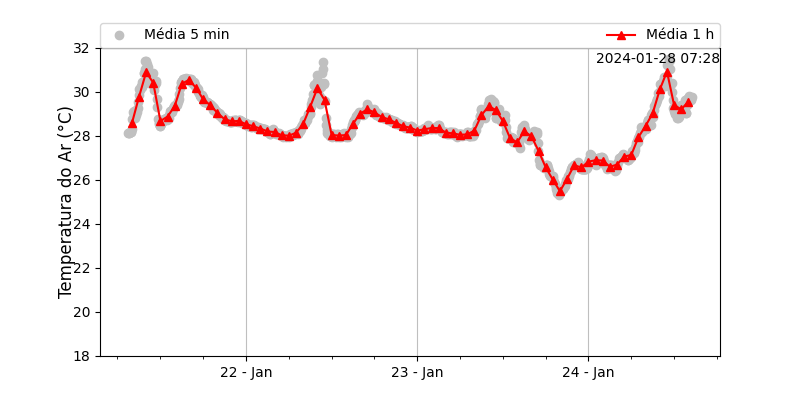 Média 5 min
Média 1 h
2024-01-28 07:28
Temperatura do Ar (°C)
32
30
28
26
24
22
20
18
22 - Jan
23 - Jan
24 - Jan